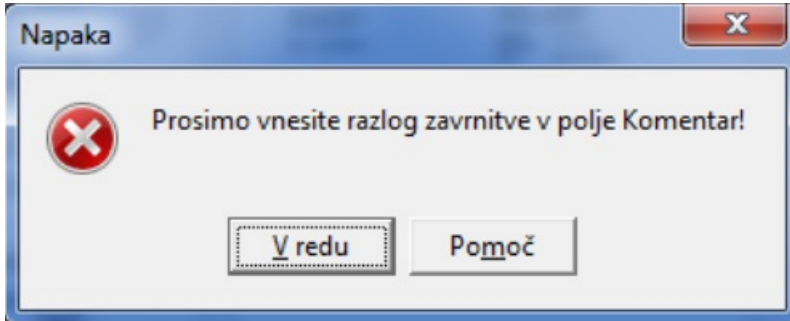 Napaka
Prosimo vnesite razlog zavrnitve v polje Komentar!
V redu
Pomoč